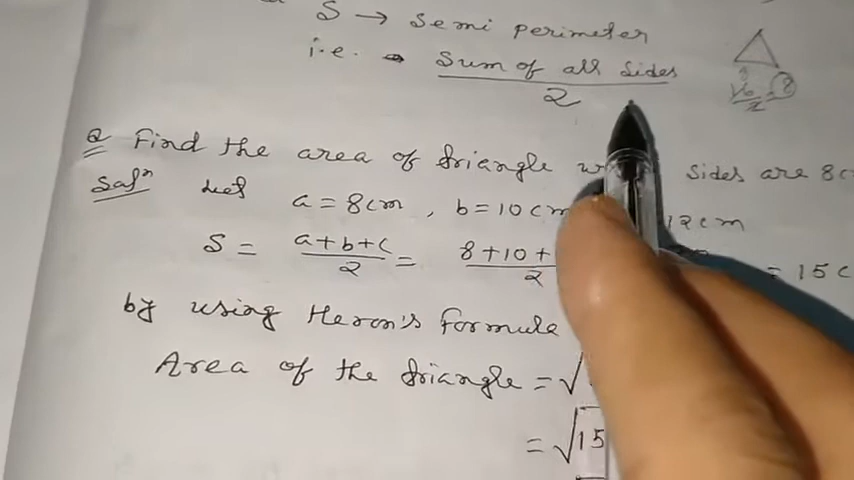 S → Semi perimeter
i.e. → Sum of all Sides
2
Q Find the area of triangle sides are 8
Solⁿ Let a = 8cm , b = 10cm 12cm
S = a+b+c/2 = 8+10+/2 = 15
by using Heron's formula
Area of the triangle = √
= √15